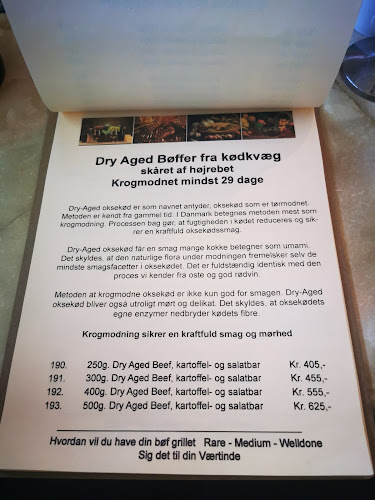 Dry Aged Bøffer fra kødkvæg
skåret af højrebet
Krogmodnet mindst 29 dage
Dry-Aged oksekød er som navnet antyder, oksekød som er tørmodnet.
Metoden er kendt fra gammel tid. I Danmark betegnes metoden mest som
krogmodning. Processen bag gør, at fugtigheden i kødet reduceres og sik-
rer en kraftfuld oksekødssmag.
Dry-Aged oksekød får en smag mange kokke betegner som umami.
Det skyldes, at den naturlige flora under modningen fremelsker selv de
mindste smagsfacetter i oksekødet. Det er fuldstændig identisk med den
proces vi kender fra oste og god rødvin.
Metoden at krogmodne oksekød er ikke kun god for smagen. Dry-Aged
oksekød bliver også utroligt mørt og delikat. Det skyldes, at oksekødets
egne enzymer nedbryder kødets fibre.
Krogmodning sikrer en kraftfuld smag og mørhed
190. 250g. Dry Aged Beef, kartoffel- og salatbar Kr. 405,-
191. 300g. Dry Aged Beef, kartoffel- og salatbar Kr. 455,-
192. 400g. Dry Aged Beef, kartoffel- og salatbar Kr. 555,-
193. 500g. Dry Aged Beef, kartoffel- og salatbar Kr. 625,-
Hvordan vil du have din bøf grillet Rare - Medium - Welldone
Sig det til din Værtinde